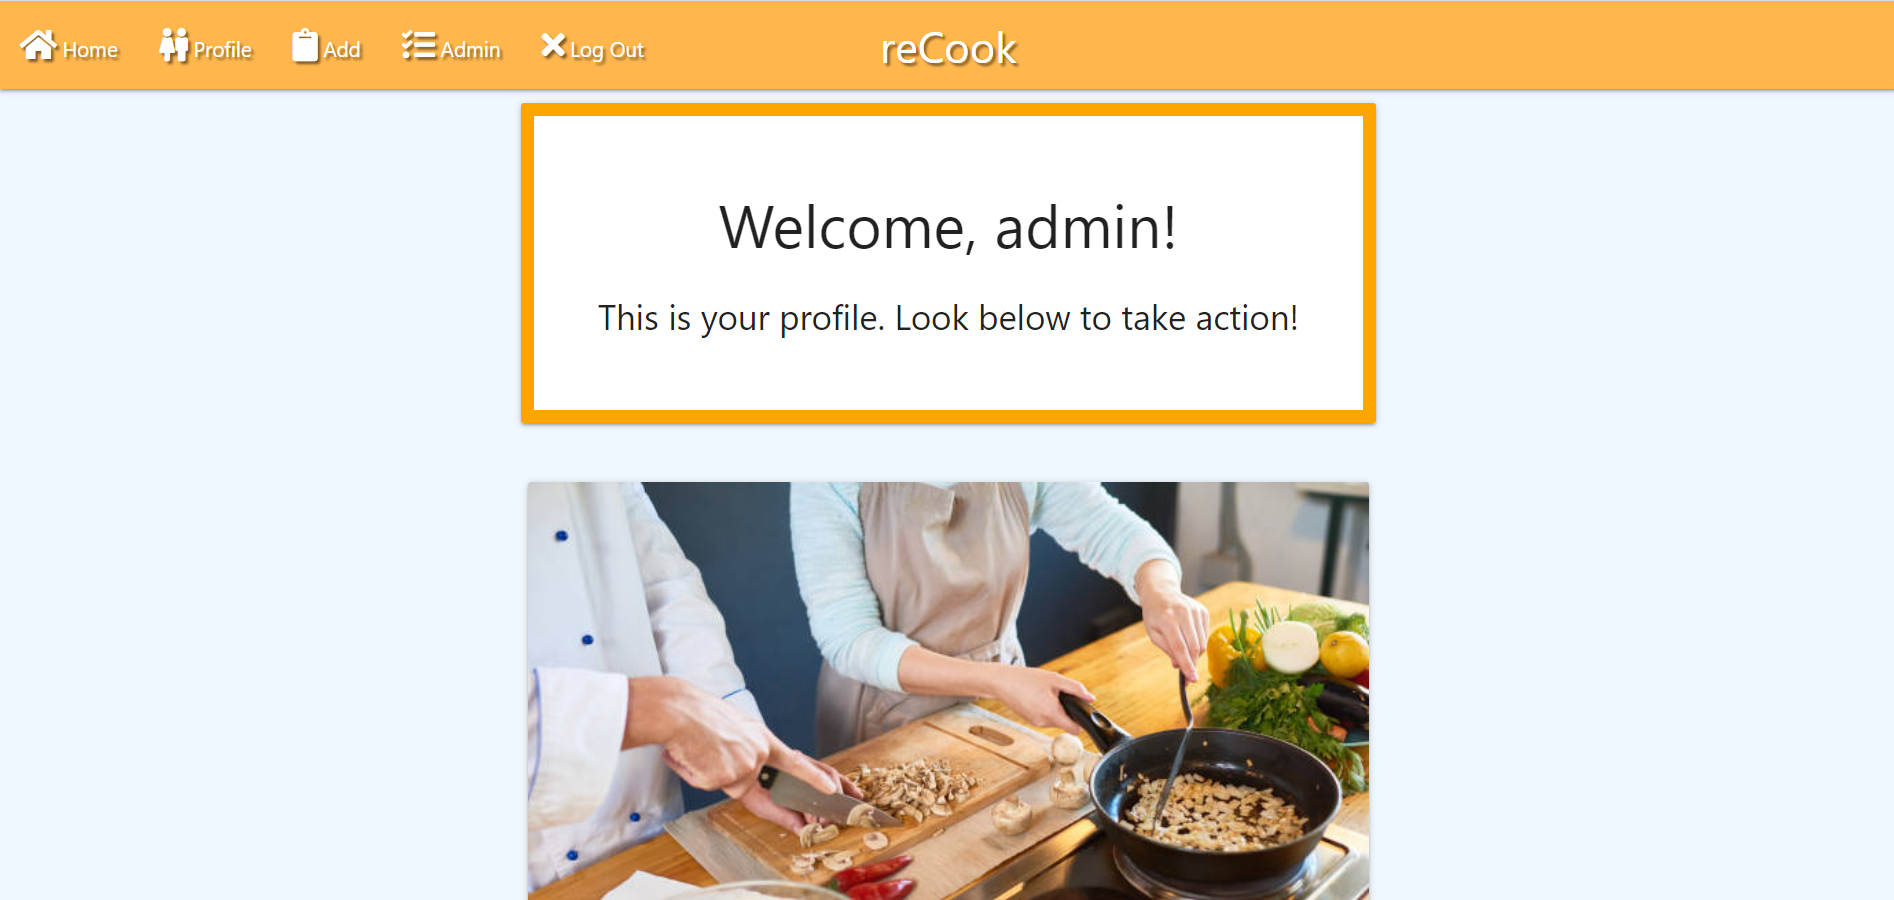 Home Profile Add Admin Log Out reCook
Welcome, admin!
This is your profile. Look below to take action!